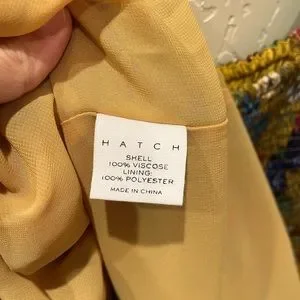 HATCH
SHELL
100% VISCOSE
LINING:
100% POLYESTER
MADE IN CHINA